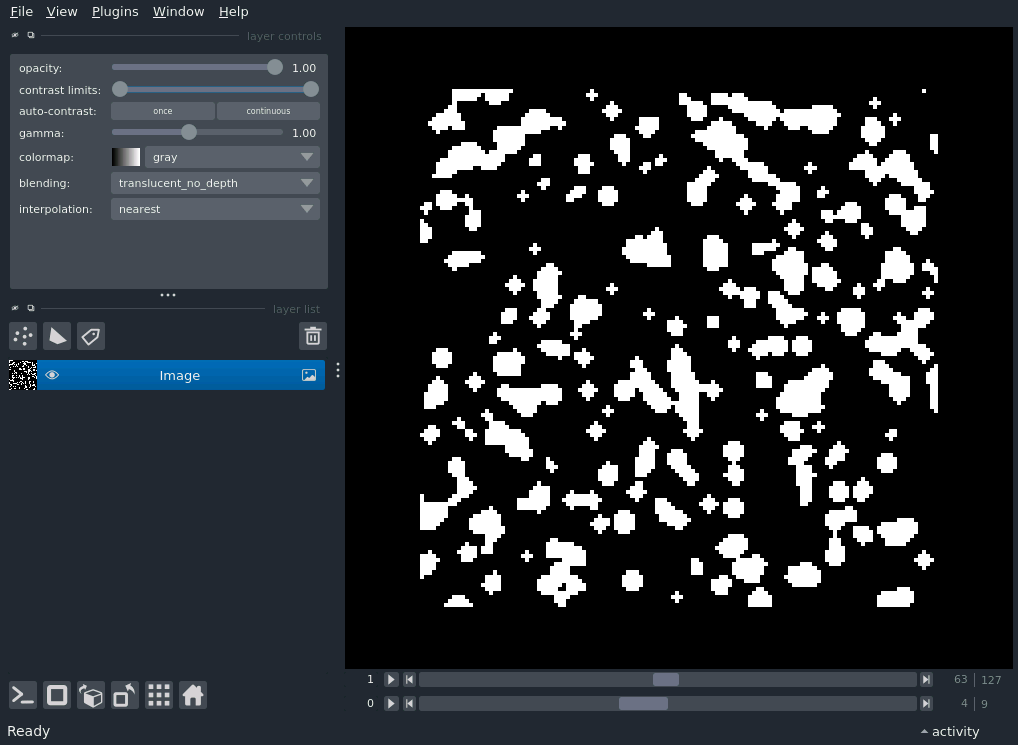 File View Plugins Window Help
layer controls
opacity: 1.00
contrast limits:
auto-contrast: once continuous
gamma: 1.00
colormap: gray
blending: translucent_no_depth
interpolation: nearest
layer list
Image
1 63 127
0 4 9
Ready activity